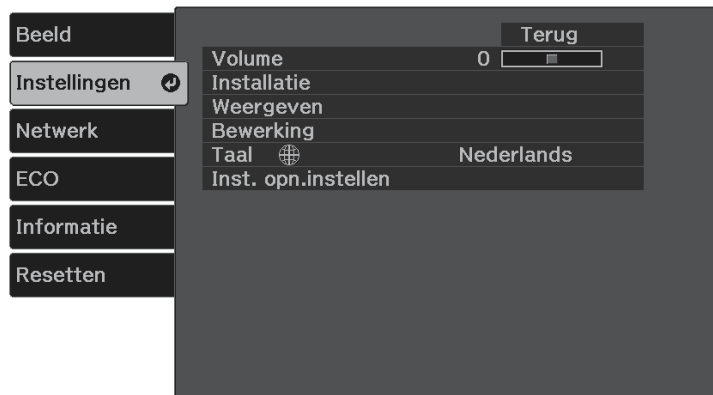 Beeld
Instellingen
Netwerk
ECO
Informatie
Resetten
Terug
Volume 0
Installatie
Weergeven
Bewerking
Taal Nederlands
Inst. opn.instellen